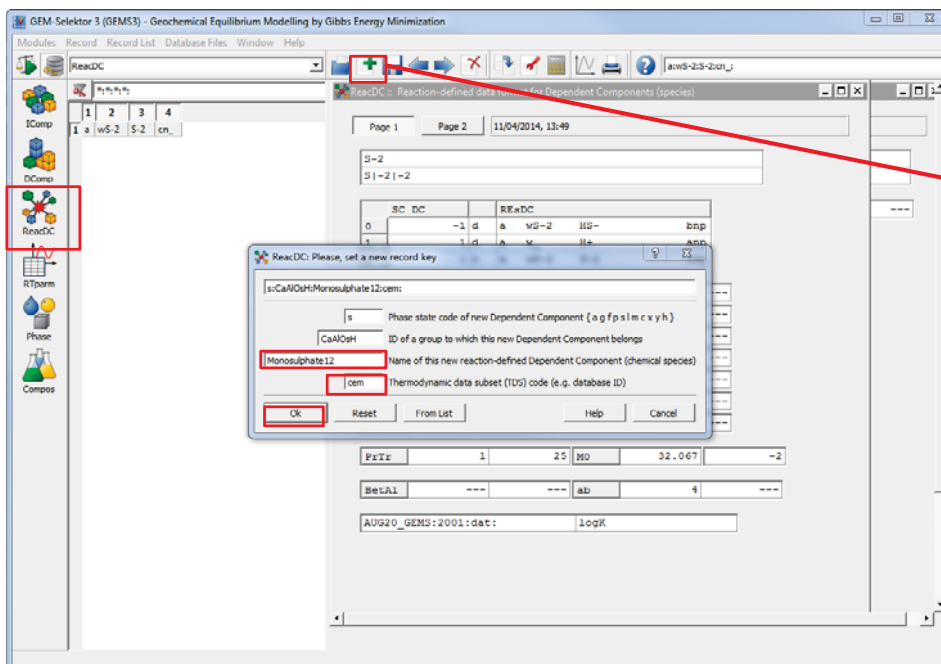 GEM-Selektor 3 (GEMS3) - Geochemical Equilibrium Modelling by Gibbs Energy Minimization
Modules Record Record List Database Files Window Help
ReacDC
a:wS-2:S-2:cn_:
*:*:*:*:
1 2 3 4
1 a wS-2 S-2 cn_
IComp
DComp
ReacDC
RTparm
Phase
Compos
ReacDC :: Reaction-defined data format for Dependent Components (species)
Page 1 Page 2 11/04/2014, 13:49
S-2
S|-2|-2
SC DC REaDC
0 -1 d a wS-2 HS- bnp
ReacDC: Please, set a new record key
s:CaAlOsH:Monosulphate12:cem:
s Phase state code of new Dependent Component { a g f p s l m c x y h }
CaAlOsH ID of a group to which this new Dependent Component belongs
Monosulphate12 Name of this new reaction-defined Dependent Component (chemical species)
cem Thermodynamic data subset (TDS) code (e.g. database ID)
Ok Reset From List Help Cancel
PrTr 1 25 M0 32.067 -2
BetAl --- --- ab 4 ---
AUG20_GEMS:2001:dat: logK